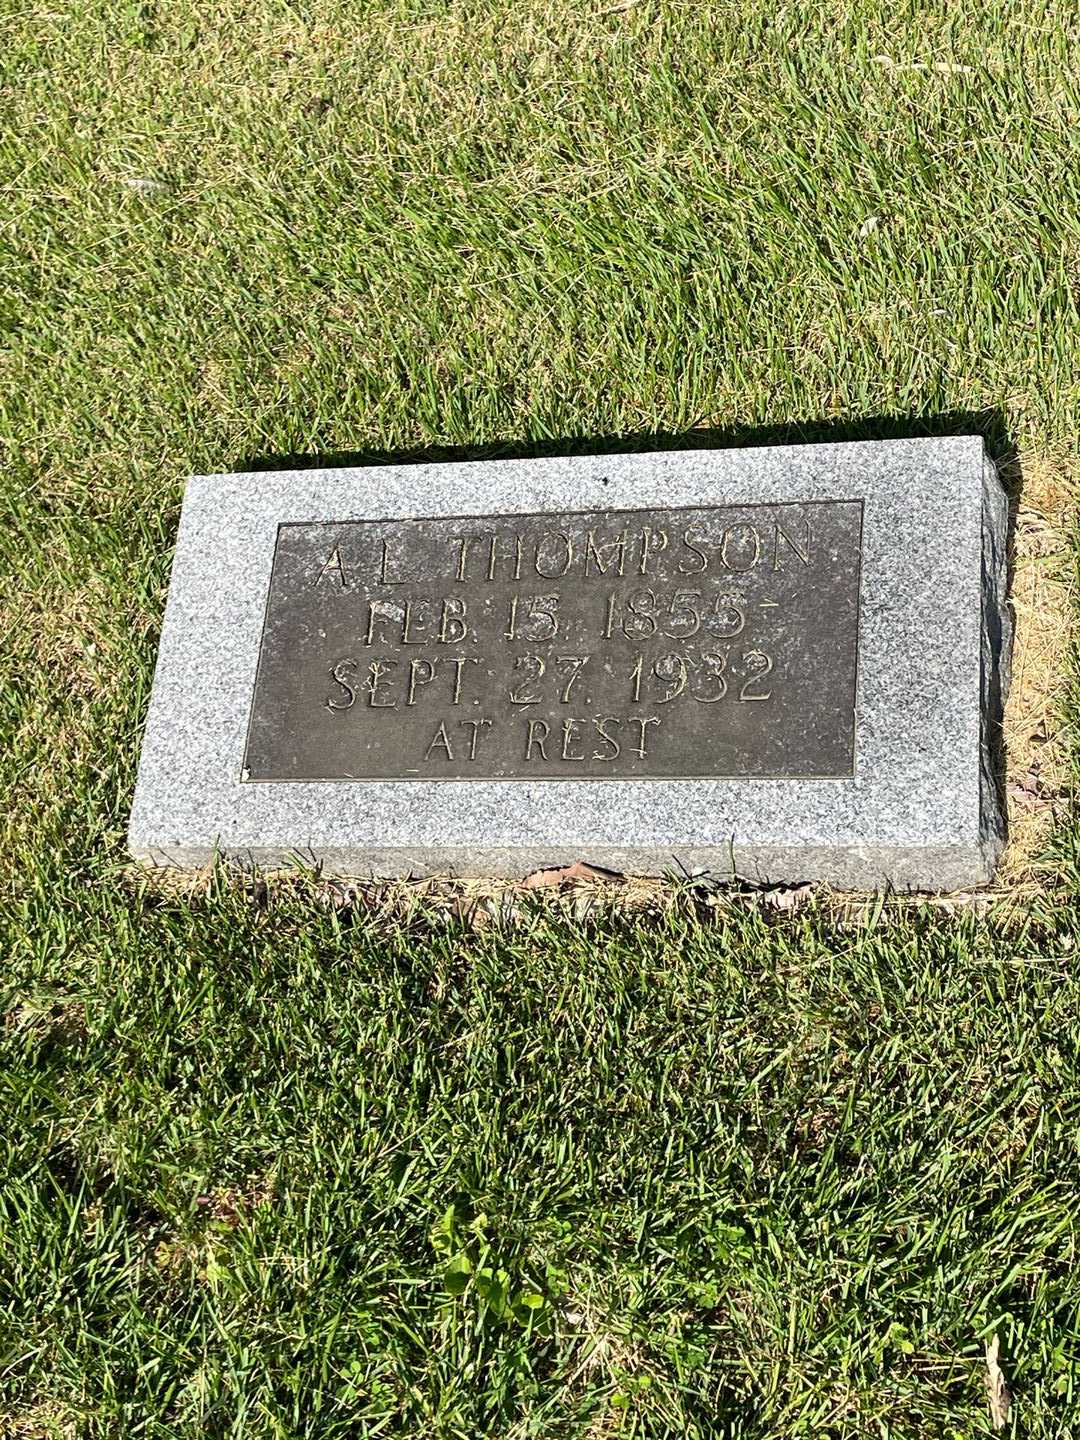 A L THOMPSON
FEB. 15. 1855
SEPT. 27. 1932
AT REST